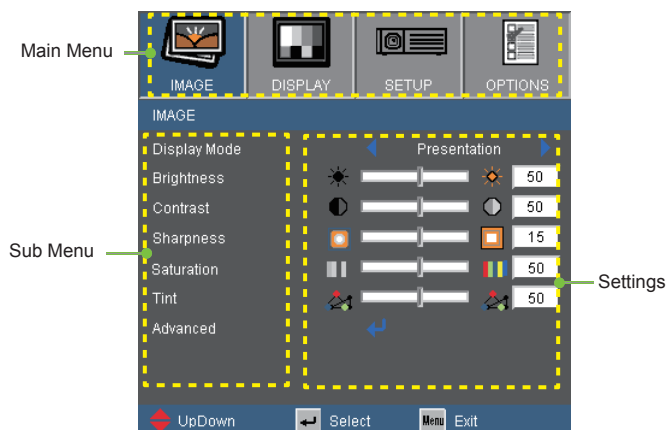 Main Menu
IMAGE DISPLAY SETUP OPTIONS
IMAGE
Display Mode Presentation
Brightness 50
Contrast 50
Sharpness 15
Sub Menu
Saturation 50
Settings
Tint 50
Advanced
UpDown Select Menu Exit